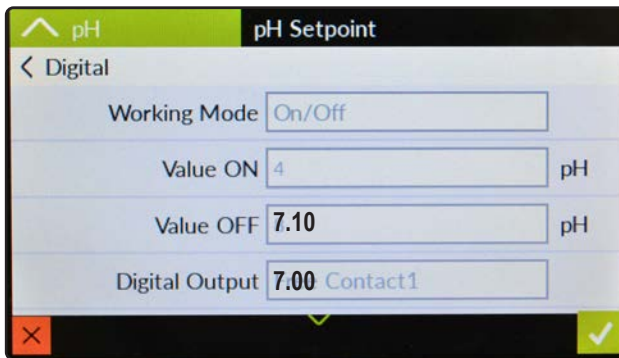 pH pH Setpoint
Digital
Working Mode On/Off
Value ON 4 pH
Value OFF 7.10 pH
Digital Output 7.00 Contact1